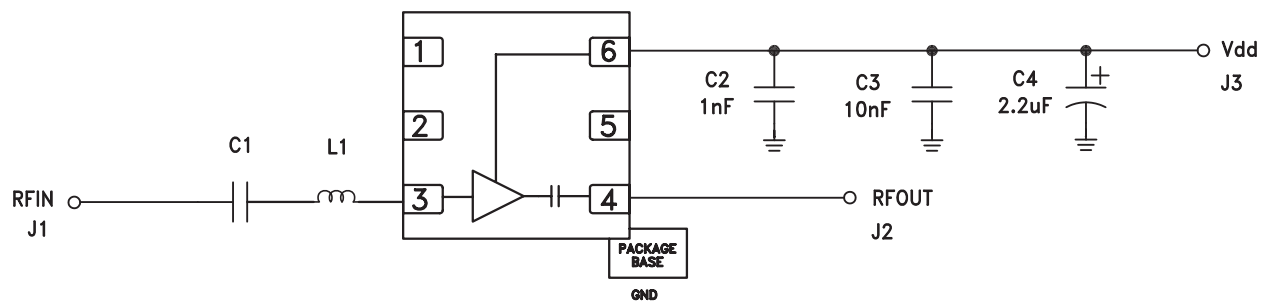 1
6
Vdd
J3
C2
1nF
C3
10nF
C4
+
2.2uF
2
5
C1
L1
RFIN
J1
3
4
RFOUT
J2
PACKAGE
BASE
GND